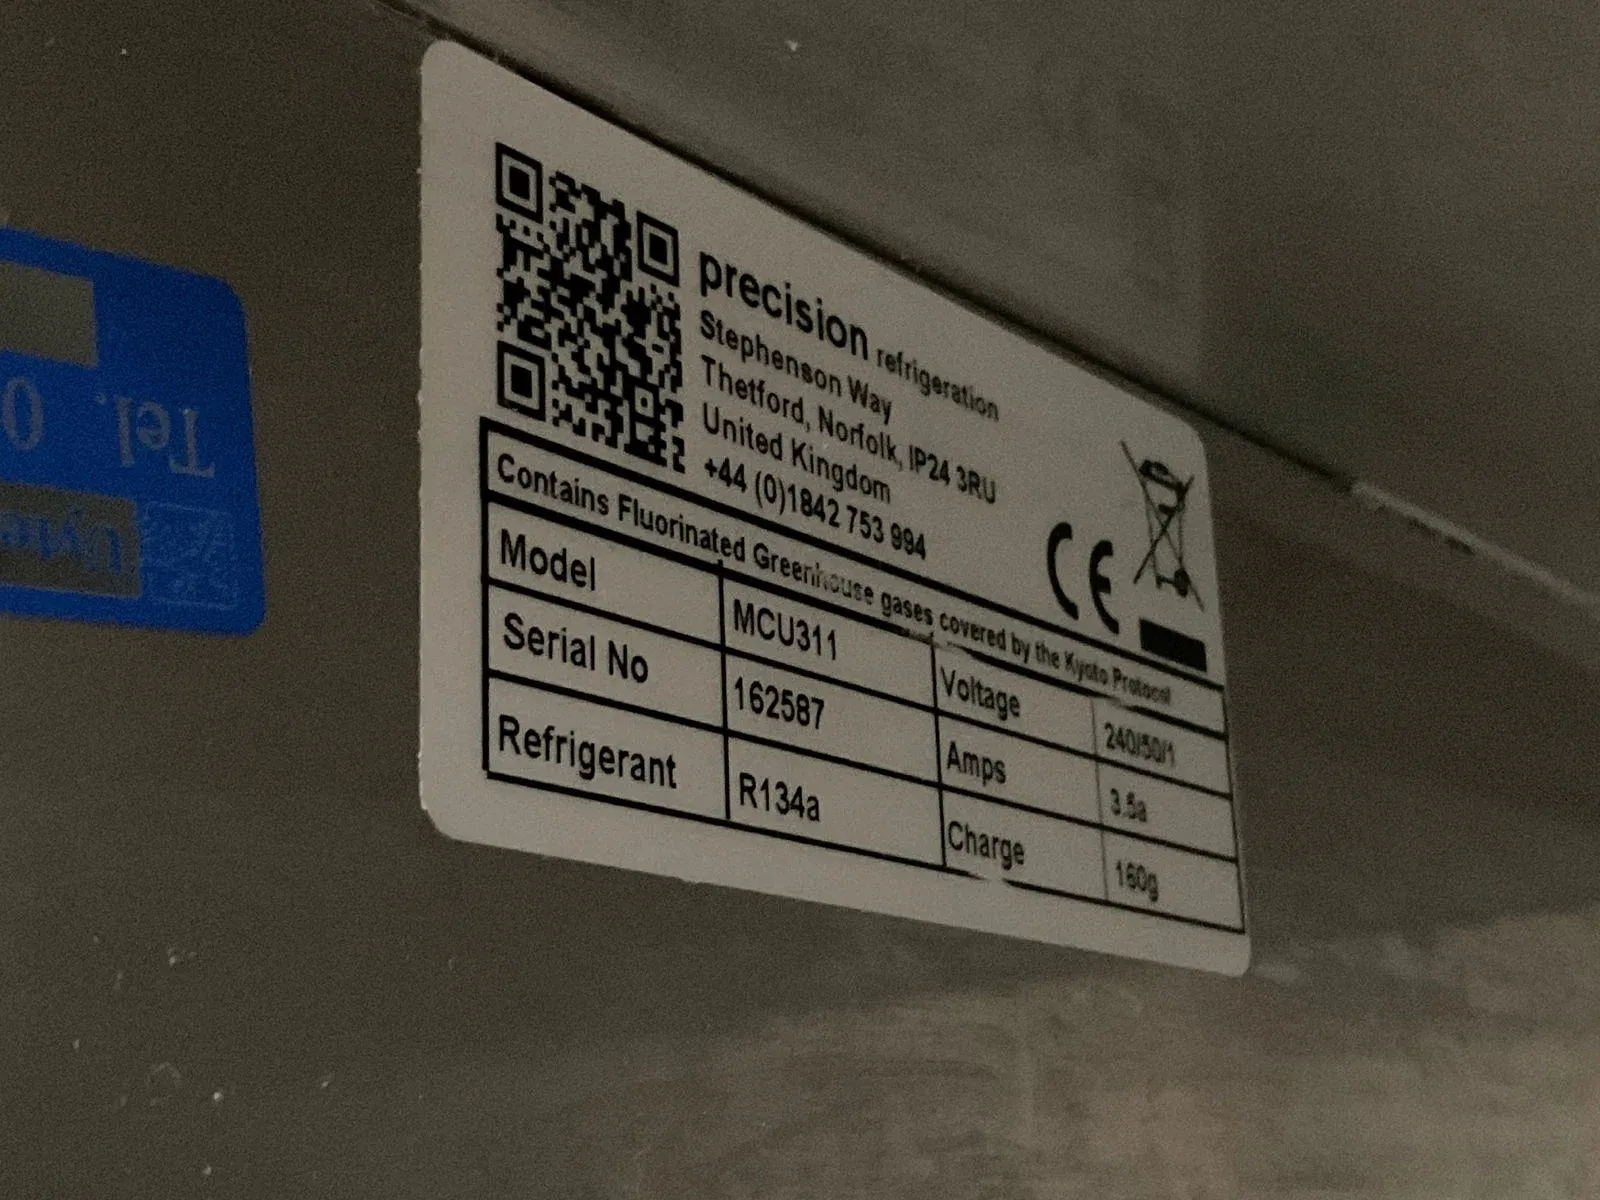 precision refrigeration
Stephenson Way
Thetford, Norfolk, IP24 3RU
United Kingdom
+44 (0)1842 753 994
CE
Contains Fluorinated Greenhouse gases covered by the Kyoto Protocol
Model MCU311 Voltage 240/50/1
Serial No 162587 Amps 3.5a
Refrigerant R134a Charge 160g
Tel. 0